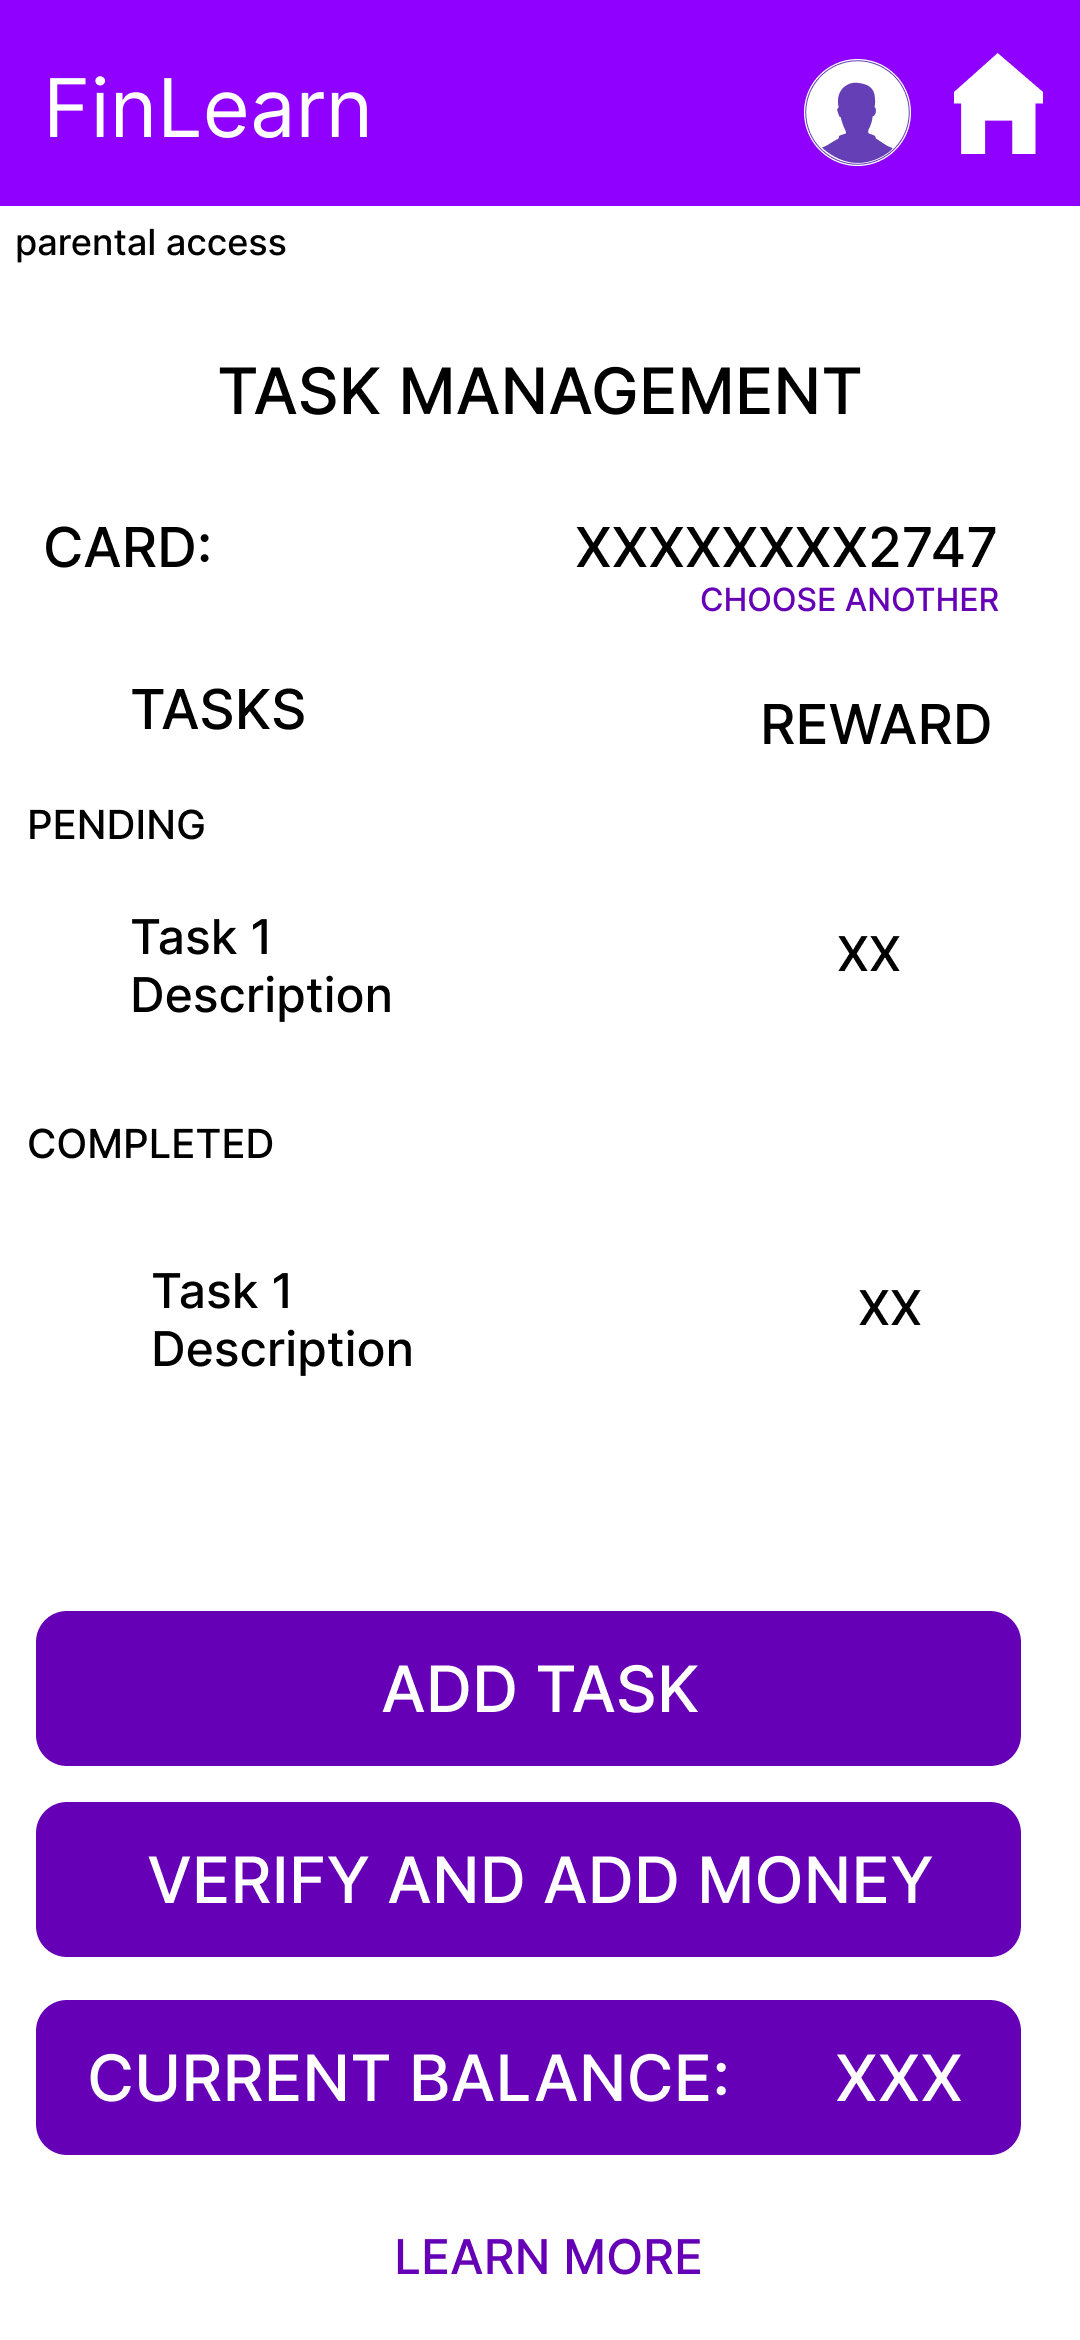 FinLearn
parental access
TASK MANAGEMENT
CARD: XXXXXXXX2747
CHOOSE ANOTHER
TASKS REWARD
PENDING
Task 1 XX
Description
COMPLETED
Task 1 XX
Description
ADD TASK
VERIFY AND ADD MONEY
CURRENT BALANCE: XXX
LEARN MORE